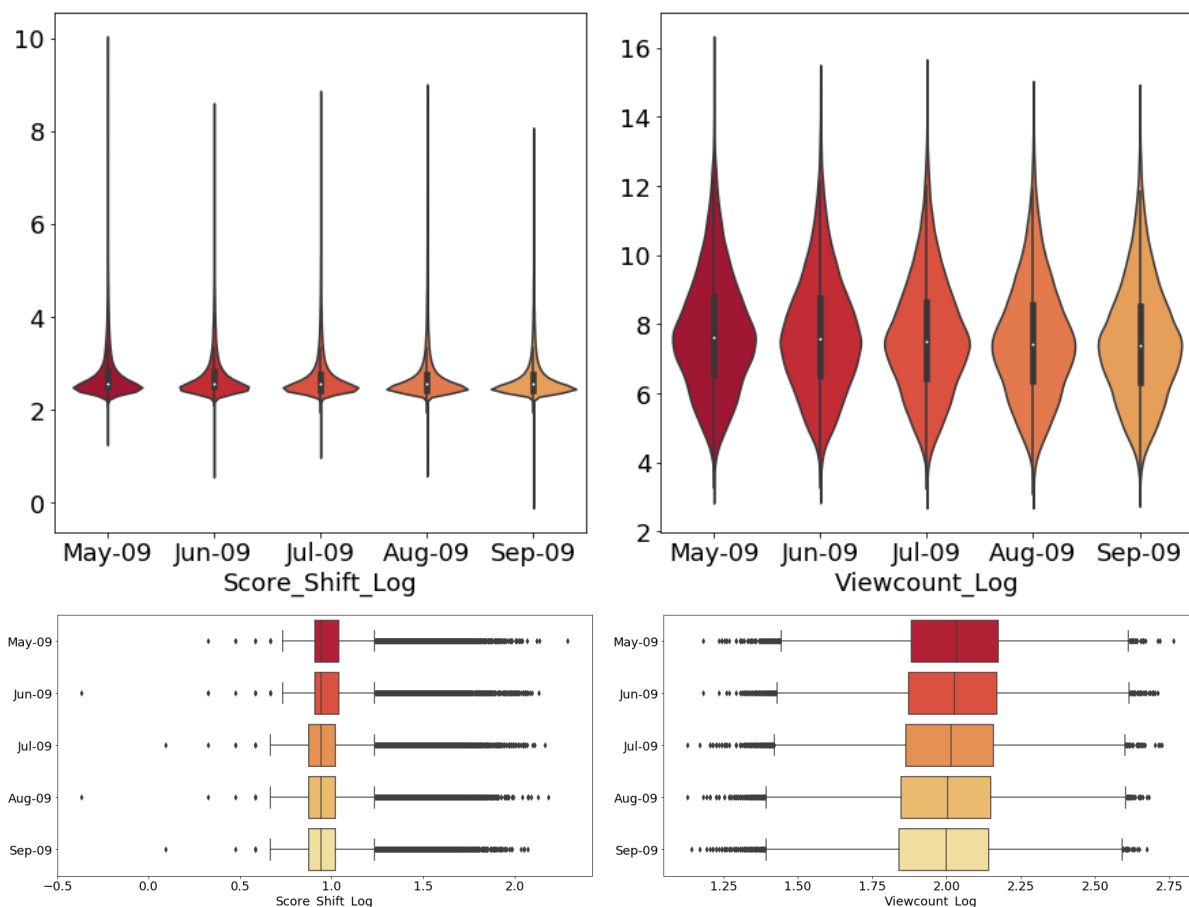 10
8
6
4
2
0
May-09 Jun-09 Jul-09 Aug-09 Sep-09
Score_Shift_Log
16
14
12
10
8
6
4
2
May-09 Jun-09 Jul-09 Aug-09 Sep-09
Viewcount_Log
May-09
Jun-09
Jul-09
Aug-09
Sep-09
−0.5 0.0 0.5 1.0 1.5 2.0
Score_Shift_Log
May-09
Jun-09
Jul-09
Aug-09
Sep-09
1.25 1.50 1.75 2.00 2.25 2.50 2.75
Viewcount_Log